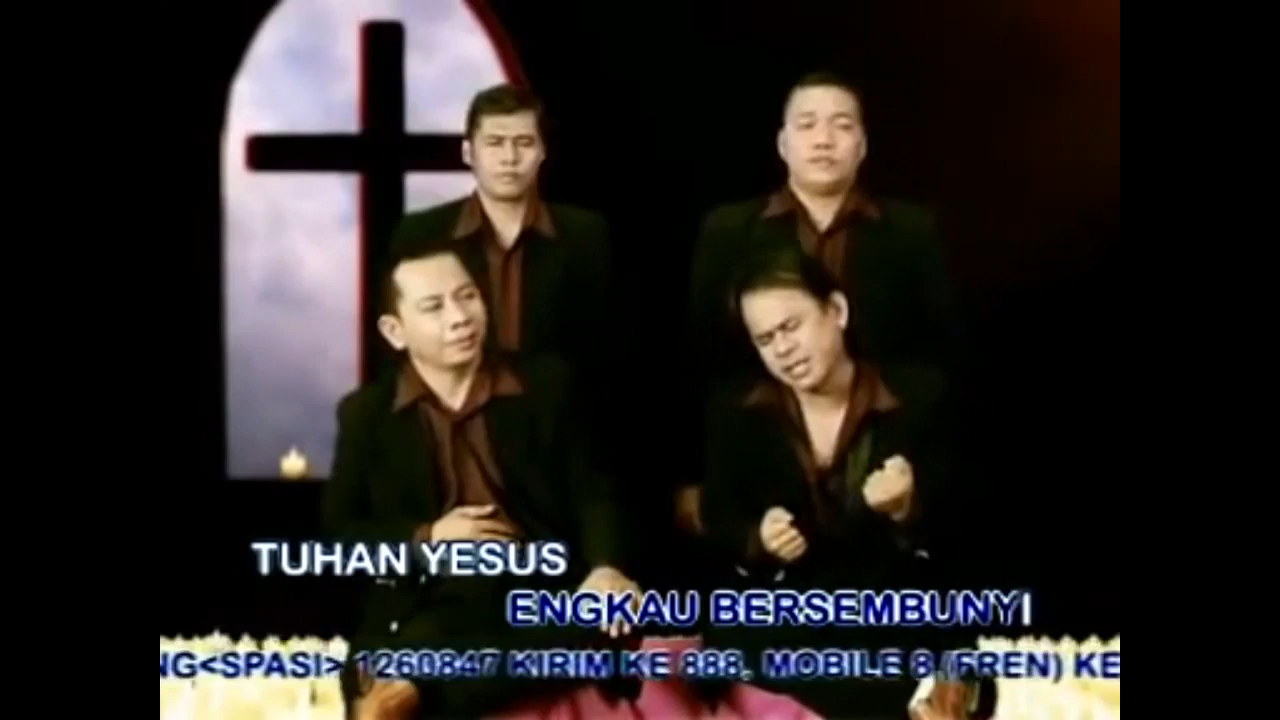 TUHAN YESUS
ENGKAU BERSEMBUNYI
NG<SPASI> 1260847 KIRIM KE 888, MOBILE 8 (FREN) KE